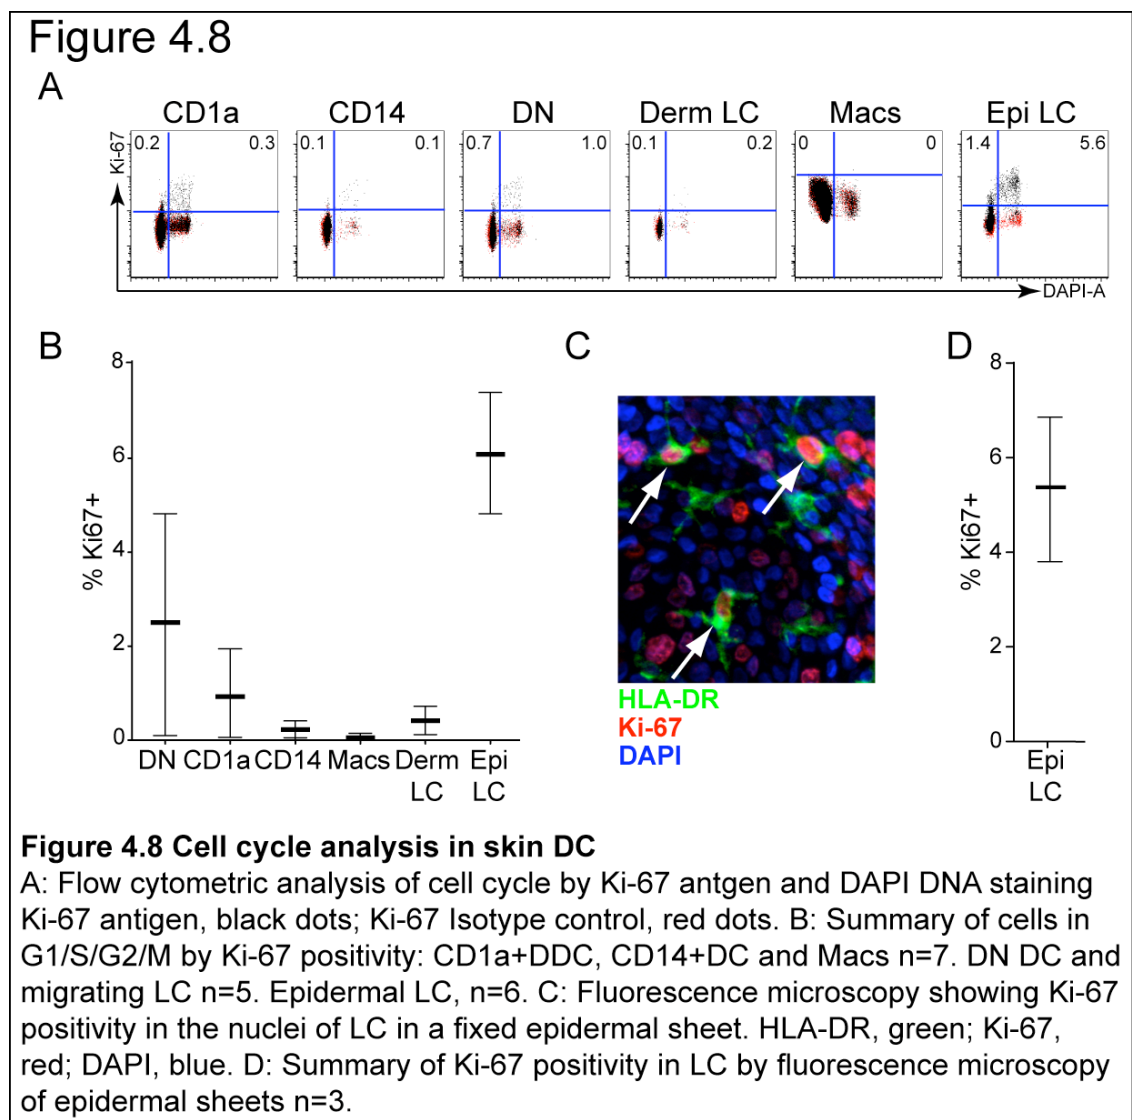 Figure 4.8
A
CD1a
CD14
DN
Derm LC
Macs
Epi LC
Ki-67
0.2 0.3
0.1 0.1
0.7 1.0
0.1 0.2
0 0
1.4 5.6
DAPI-A
B
% Ki67+
8
6
4
2
0
DN CD1a CD14 Macs Derm LC Epi LC
C
HLA-DR
Ki-67
DAPI
D
% Ki67+
8
6
4
2
0
Epi
LC
Figure 4.8 Cell cycle analysis in skin DC
A: Flow cytometric analysis of cell cycle by Ki-67 antgen and DAPI DNA staining
Ki-67 antigen, black dots; Ki-67 Isotype control, red dots. B: Summary of cells in
G1/S/G2/M by Ki-67 positivity: CD1a+DDC, CD14+DC and Macs n=7. DN DC and
migrating LC n=5. Epidermal LC, n=6. C: Fluorescence microscopy showing Ki-67
positivity in the nuclei of LC in a fixed epidermal sheet. HLA-DR, green; Ki-67,
red; DAPI, blue. D: Summary of Ki-67 positivity in LC by fluorescence microscopy
of epidermal sheets n=3.